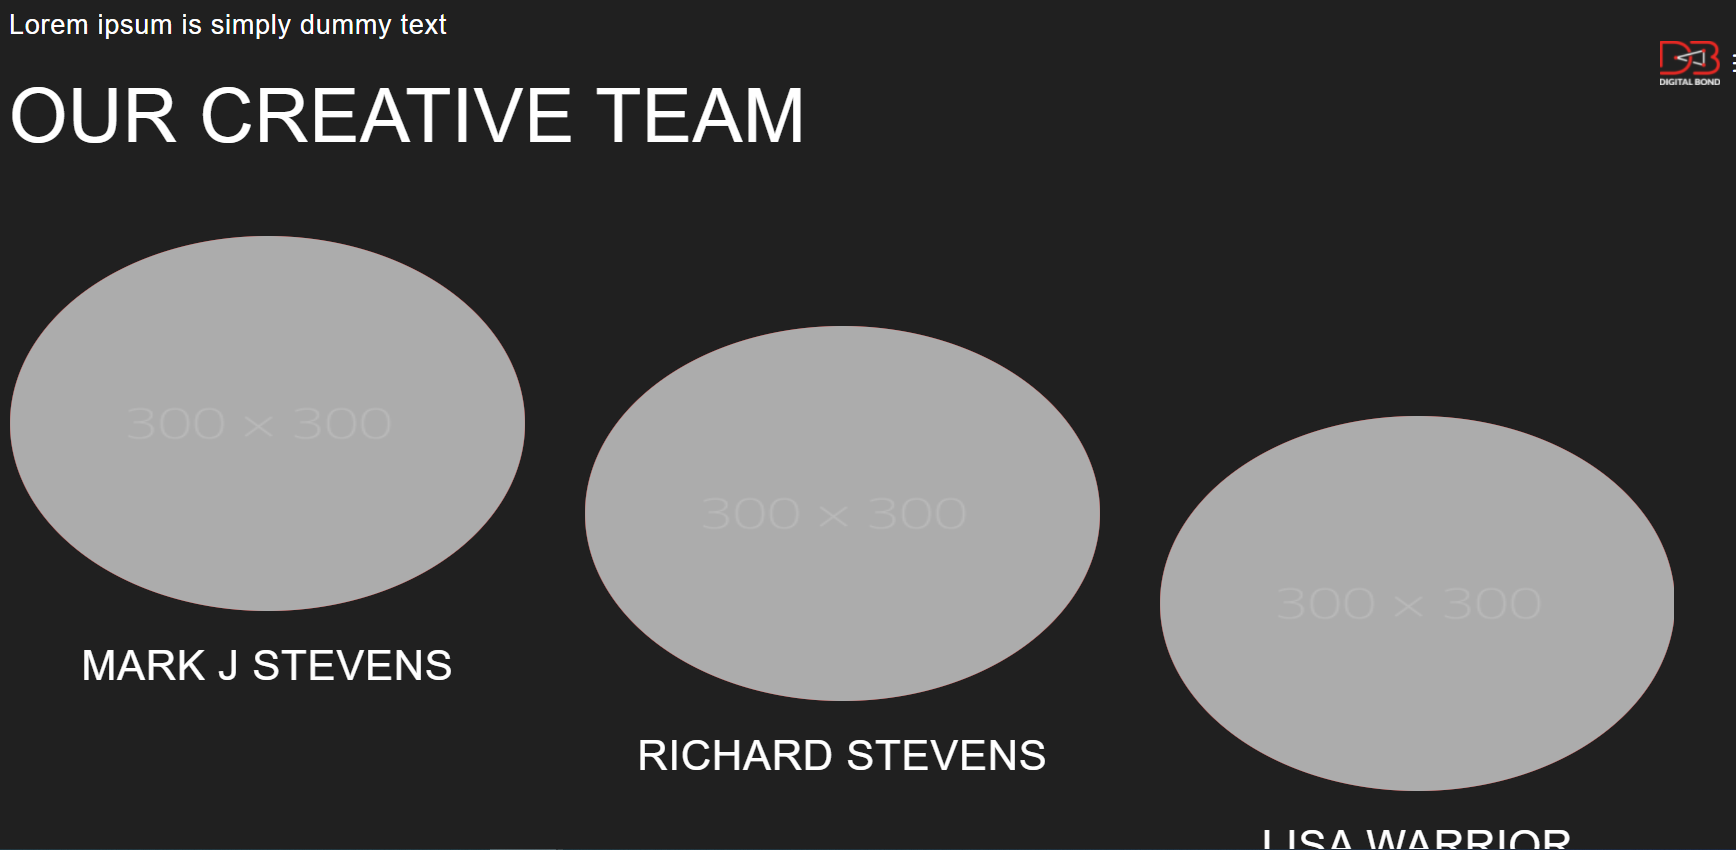 Lorem ipsum is simply dummy text
DIGITAL BOND
OUR CREATIVE TEAM
300 x 300
300 x 300
300 x 300
MARK J STEVENS
RICHARD STEVENS
LISA WARRIOR